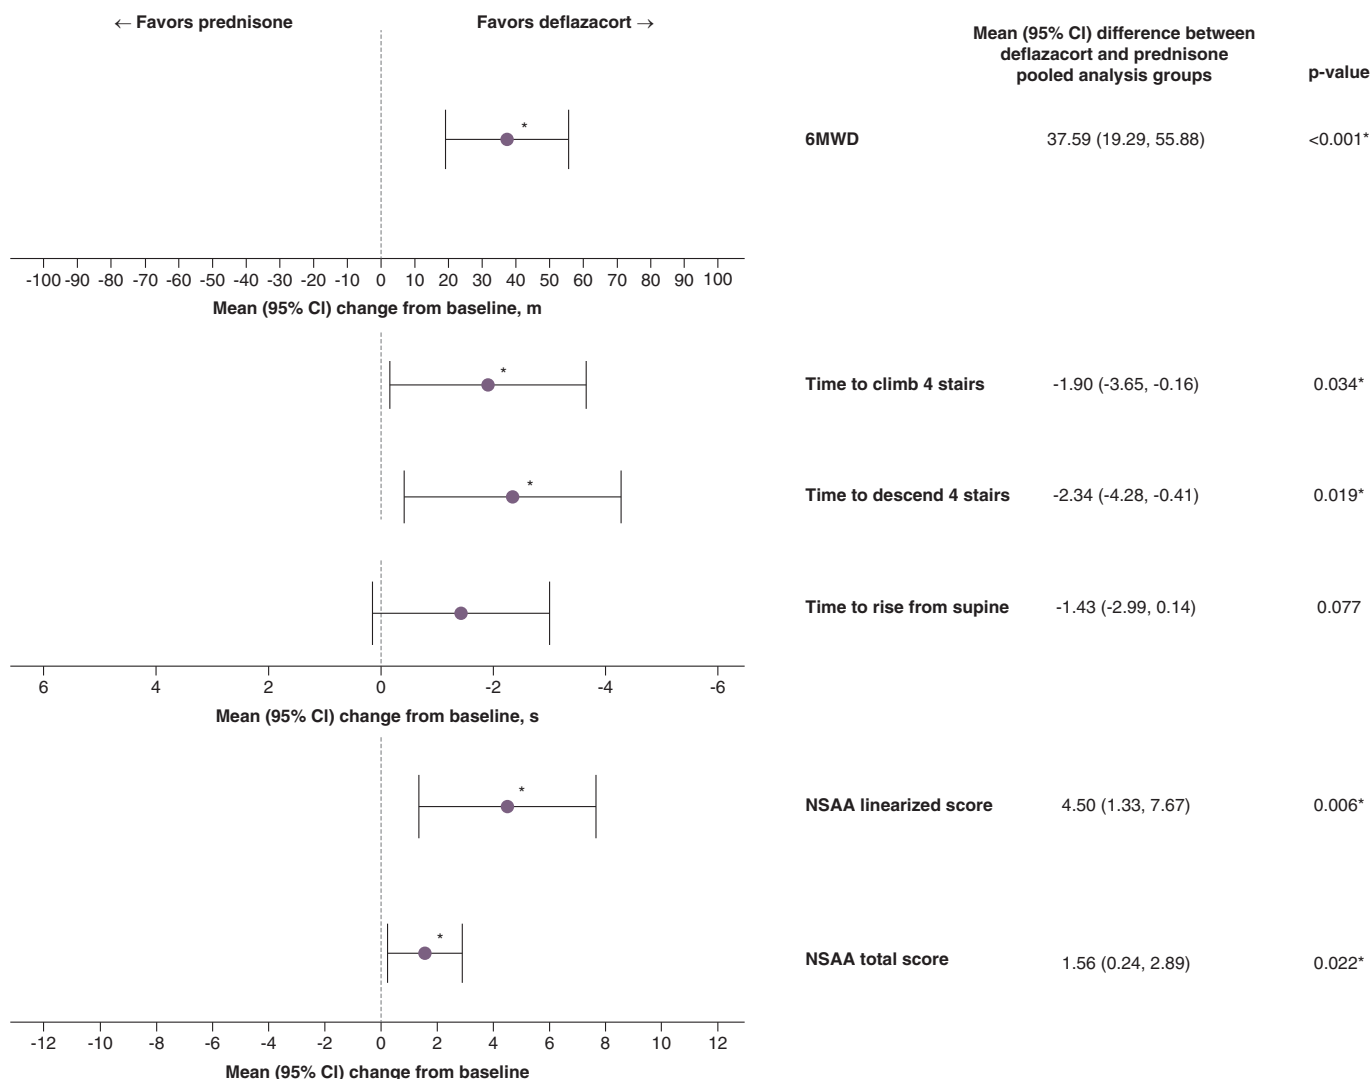 ← Favors prednisone
Favors deflazacort →
Mean (95% CI) difference between
deflazacort and prednisone
pooled analysis groups
p-value
*
6MWD
37.59 (19.29, 55.88)
<0.001*
-100 -90 -80 -70 -60 -50 -40 -30 -20 -10 0 10 20 30 40 50 60 70 80 90 100
Mean (95% CI) change from baseline, m
*
Time to climb 4 stairs
-1.90 (-3.65, -0.16)
0.034*
*
Time to descend 4 stairs
-2.34 (-4.28, -0.41)
0.019*
Time to rise from supine
-1.43 (-2.99, 0.14)
0.077
6 4 2 0 -2 -4 -6
Mean (95% CI) change from baseline, s
*
NSAA linearized score
4.50 (1.33, 7.67)
0.006*
*
NSAA total score
1.56 (0.24, 2.89)
0.022*
-12 -10 -8 -6 -4 -2 0 2 4 6 8 10 12
Mean (95% CI) change from baseline